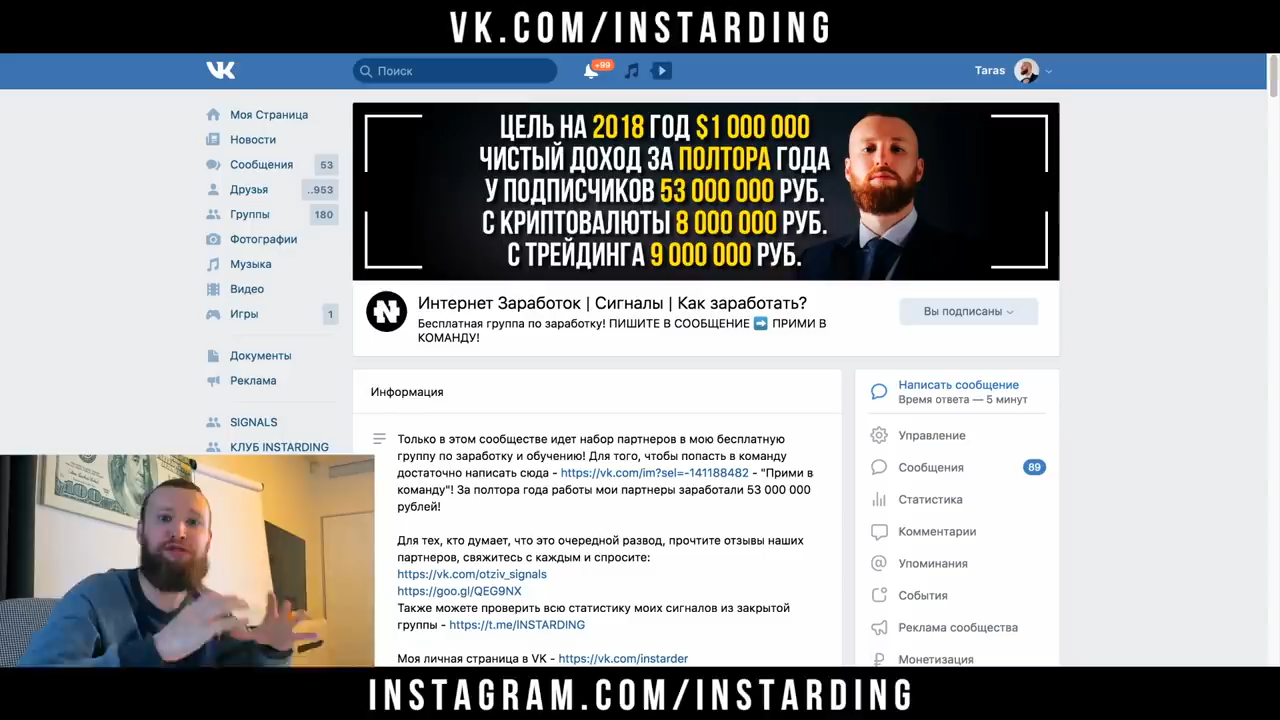 VK.COM/INSTARDING
Поиск
+99
Taras
Моя Страница
Новости
Сообщения 53
Друзья ..953
Группы 180
Фотографии
Музыка
Видео
Игры 1
Документы
Реклама
SIGNALS
КЛУБ INSTARDING
ЦЕЛЬ НА 2018 ГОД $1 000 000
ЧИСТЫЙ ДОХОД ЗА ПОЛТОРА ГОДА
У ПОДПИСЧИКОВ 53 000 000 РУБ.
С КРИПТОВАЛЮТЫ 8 000 000 РУБ.
С ТРЕЙДИНГА 9 000 000 РУБ.
N
Интернет Заработок | Сигналы | Как заработать?
Бесплатная группа по заработку! ПИШИТЕ В СООБЩЕНИЕ ➡ ПРИМИ В
КОМАНДУ!
Вы подписаны
Информация
Только в этом сообществе идет набор партнеров в мою бесплатную
группу по заработку и обучению! Для того, чтобы попасть в команду
достаточно написать сюда - https://vk.com/im?sel=-141188482 - "Прими в
команду"! За полтора года работы мои партнеры заработали 53 000 000
рублей!
Для тех, кто думает, что это очередной развод, прочтите отзывы наших
партнеров, свяжитесь с каждым и спросите:
https://vk.com/otziv_signals
https://goo.gl/QEG9NX
Также можете проверить всю статистику моих сигналов из закрытой
группы - https://t.me/INSTARDING
Моя личная страница в VK - https://vk.com/instarder
Написать сообщение
Время ответа — 5 минут
Управление
Сообщения 89
Статистика
Комментарии
Упоминания
События
Реклама сообщества
Монетизация
100
INSTAGRAM.COM/INSTARDING